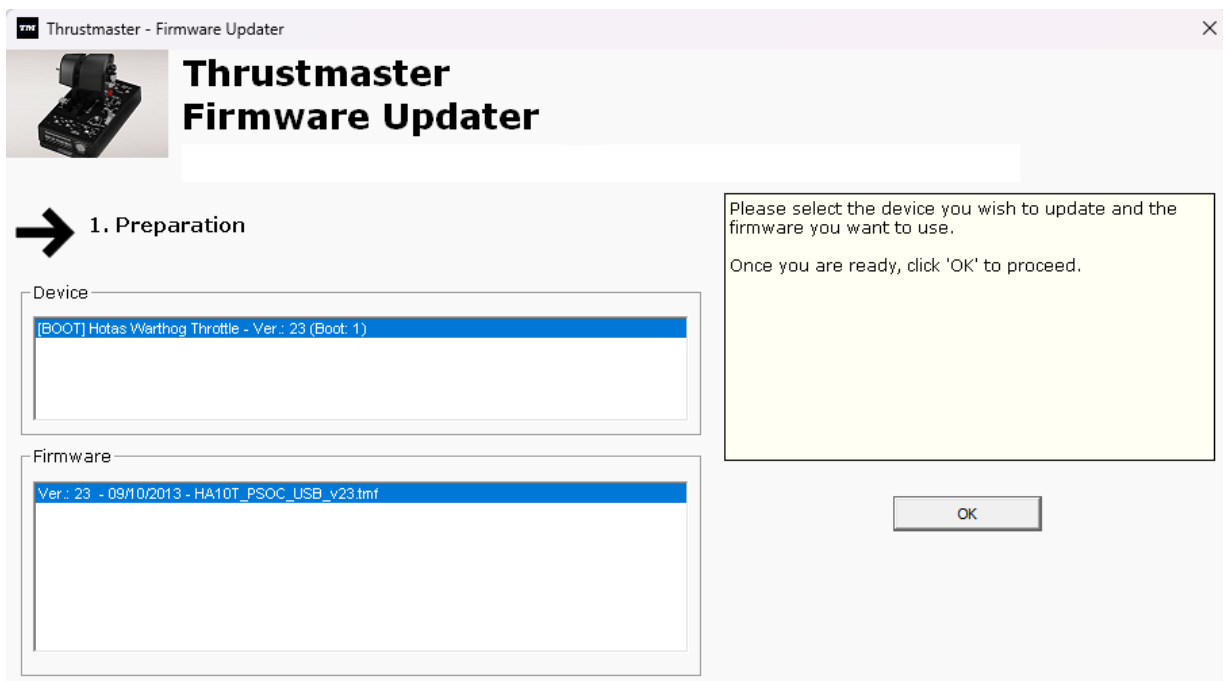 TM Thrustmaster - Firmware Updater
Thrustmaster
Firmware Updater
1. Preparation
Please select the device you wish to update and the
firmware you want to use.
Once you are ready, click 'OK' to proceed.
Device
[BOOT] Hotas Warthog Throttle - Ver.: 23 (Boot: 1)
Firmware
Ver.: 23 - 09/10/2013 - HA10T_PSOC_USB_v23.tmf
OK